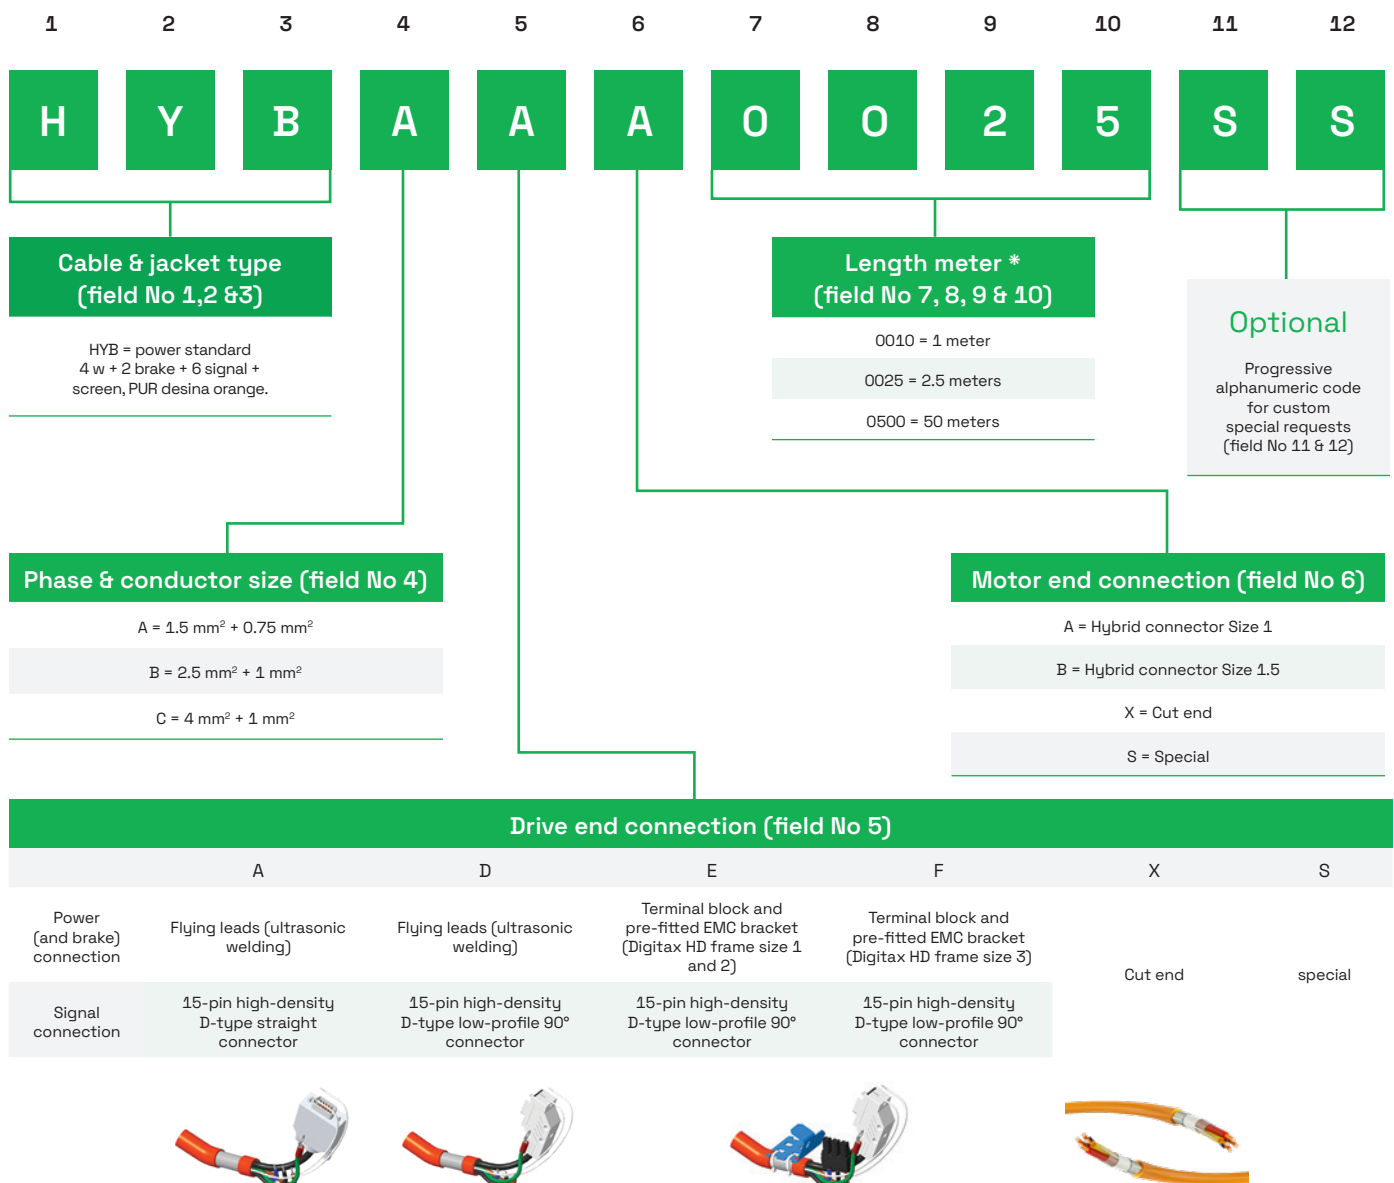 1 2 3 4 5 6 7 8 9 10 11 12
H Y B A A A 0 0 2 5 S S
Cable & jacket type
(field No 1,2 &3)
HYB = power standard
4 w + 2 brake + 6 signal +
screen, PUR desina orange.
Length meter *
(field No 7, 8, 9 & 10)
0010 = 1 meter
0025 = 2.5 meters
0500 = 50 meters
Optional
Progressive
alphanumeric code
for custom
special requests
(field No 11 & 12)
Phase & conductor size (field No 4)
A = 1.5 mm² + 0.75 mm²
B = 2.5 mm² + 1 mm²
C = 4 mm² + 1 mm²
Motor end connection (field No 6)
A = Hybrid connector Size 1
B = Hybrid connector Size 1.5
X = Cut end
S = Special
Drive end connection (field No 5)
A D E F X S
Power
(and brake)
connection
Flying leads (ultrasonic
welding)
Flying leads (ultrasonic
welding)
Terminal block and
pre-fitted EMC bracket
(Digitax HD frame size 1
and 2)
Terminal block and
pre-fitted EMC bracket
(Digitax HD frame size 3)
Cut end
special
Signal
connection
15-pin high-density
D-type straight
connector
15-pin high-density
D-type low-profile 90°
connector
15-pin high-density
D-type low-profile 90°
connector
15-pin high-density
D-type low-profile 90°
connector